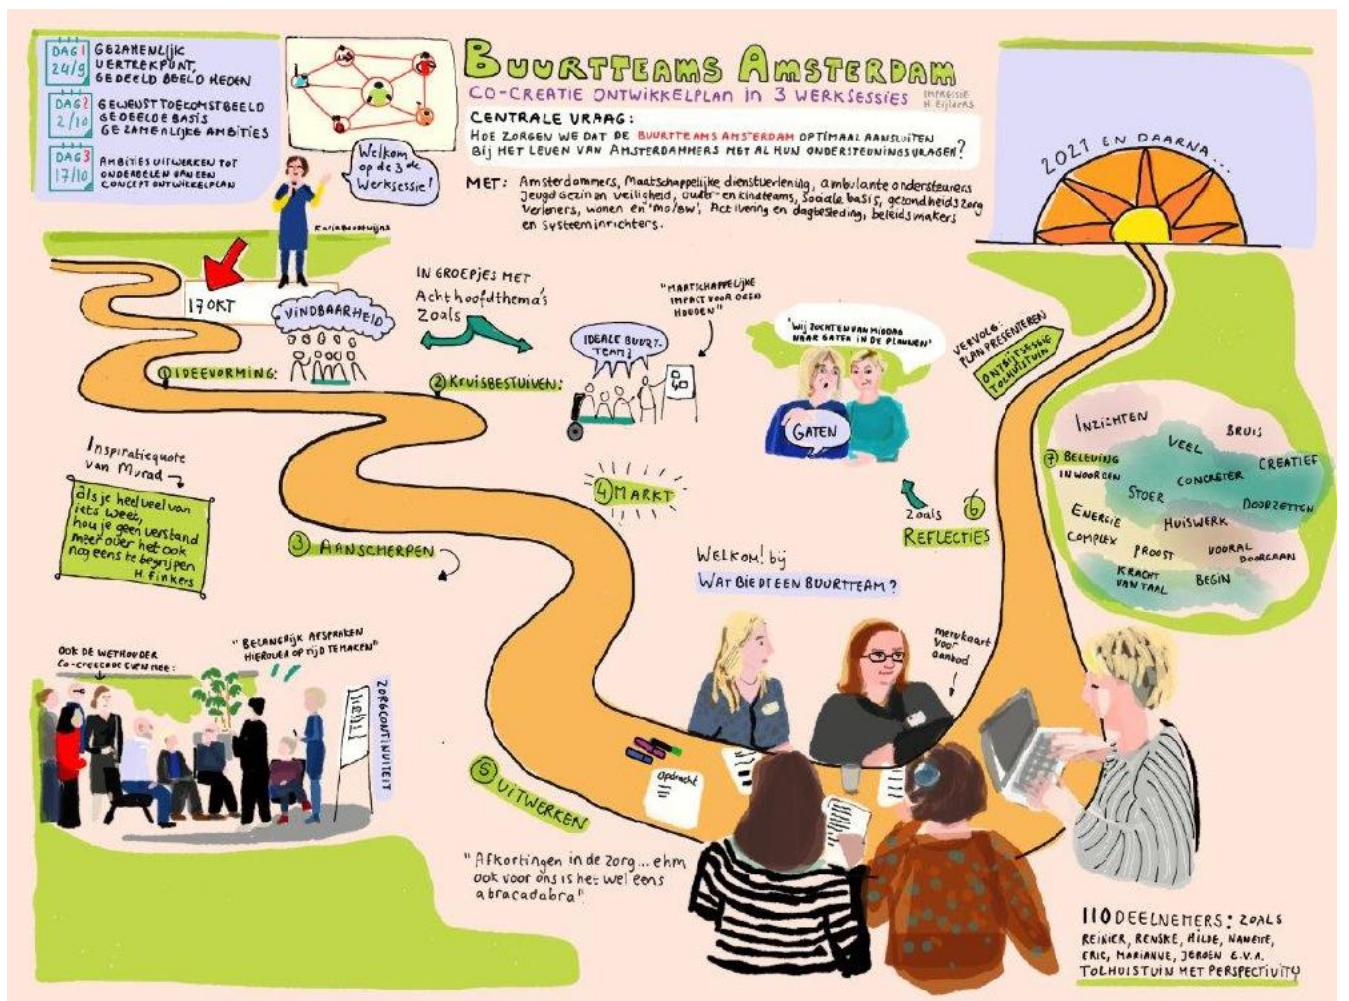 DAG 1
24/9
GEZAMENLIJK
VERTREKPUNT,
GEDEELD BEELD HEDEN
DAG 2
2/10
GEWENST TOEKOMSTBEELD
GEDEELDE BASIS
GEZAMENLIJKE AMBITIES
DAG 3
17/10
AMBITIES UITWERKEN TOT
ONDERDELEN VAN EEN
CONCEPT ONTWIKKELPLAN
Welkom
op de 3de
Werksessie!
BUURTTEAMS AMSTERDAM
CO-CREATIE ONTWIKKELPLAN in 3 WERKSESSIES
IMPRESSIE
H. Eijlders
CENTRALE VRAAG:
HOE ZORGEN WE DAT DE BUURTTEAMS AMSTERDAM OPTIMAAL AANSLUITEN
Bij HET LEVEN VAN AMSTERDAMMERS MET AL HUN ONDERSTEUNINGSVRAGEN?
MET: Amsterdammers, Maatschappelijke dienstverlening, ambulante ondersteuners
Jeugd Gezin en veiligheid, ouder- en kindteams, Sociale basis, gezondheidszorg
verleners, wonen en 'mo/BW', Activering en dagbesteding, beleidsmakers
en systeeminrichters.
2021 EN DAARNA...
17 OKT
VINDBAARHEID
1 IDEEVORMING:
IN GROEPJES MET
Acht hoofdthema's
Zoals
2 KRUISBESTUIVEN:
IDEALE BUURT-
TEAM?
"MAATSCHAPPELIJKE
IMPACT VOOR OGEN
HOUDEN"
"WIJ ZOCHTEN VANMIDDAG
NAAR GATEN IN DE PLANNEN"
GATEN
VERVOLG:
PLAN PRESENTEREN
ONTBIJTSESSIE
TOLHUISTUIN
Inspiratiequote
van Murad
als je heel veel van
iets weet,
hou je geen verstand
meer over het ook
nog eens te begrijpen
H. Finkers
3 AANSCHERPEN
4 MARKT
Zoals
6
REFLECTIES
7 BELEVING
IN WOORDEN
INZICHTEN
VEEL
BRUIS
CREATIEF
CONCRETER
STOER
DOORZETTEN
ENERGIE
HUISWERK
COMPLEX
PROOST
VOORAL
DOORGAAN
KRACHT
VAN TAAL
BEGIN
WELKOM! bij
WAT BIEDT EEN BUURTTEAM?
menukaart
voor
aanbod
OOK DE WETHOUDER
CO-CREEERDE EVEN MEE:
"BELANGRIJK AFSPRAKEN
HIEROVER OP TIJD TE MAKEN"
ZORGCONTINUITEIT
Opdracht
5 UITWERKEN
"Afkortingen in de zorg...ehm
ook voor ons is het wel eens
abracadabra"
110 DEELNEMERS: ZOALS
REINIER, RENSKE, HILDE, NANETTE,
ERIC, MARIANNE, JEROEN E.V.A.
TOLHUISTUIN MET PERSPECTIVITY